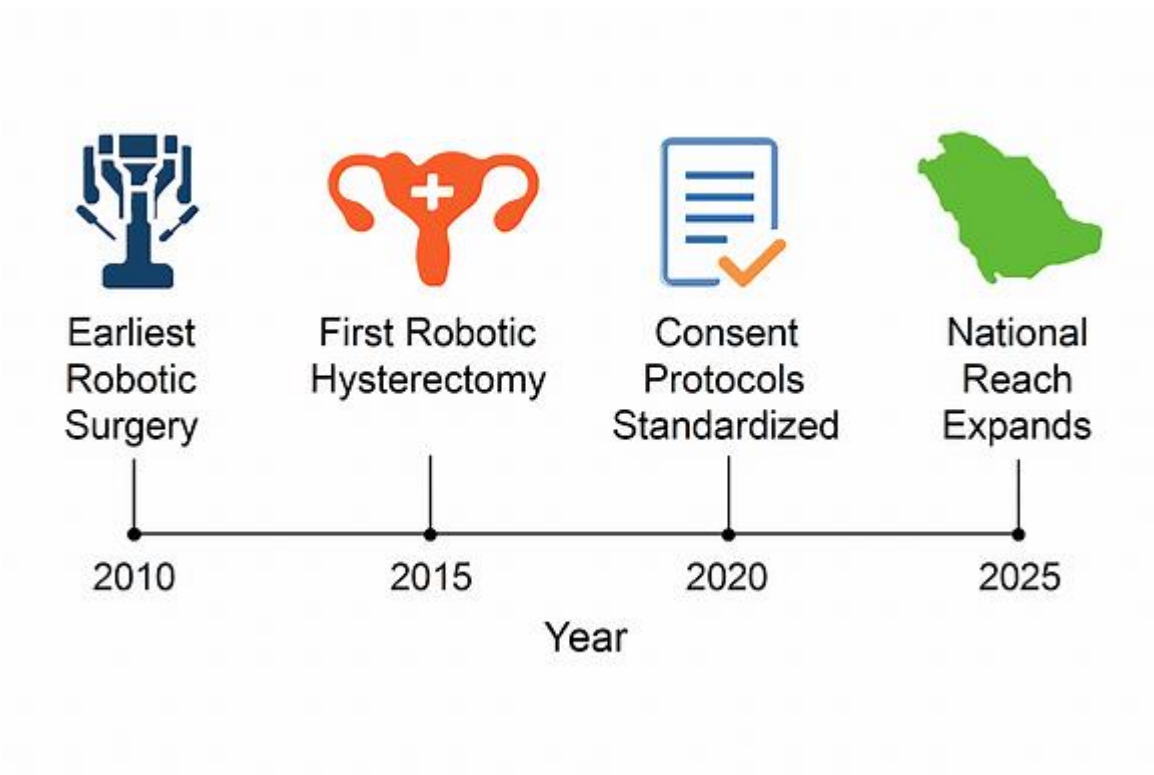 Earliest
Robotic
Surgery
First Robotic
Hysterectomy
Consent
Protocols
Standardized
National
Reach
Expands
2010
2015
2020
2025
Year